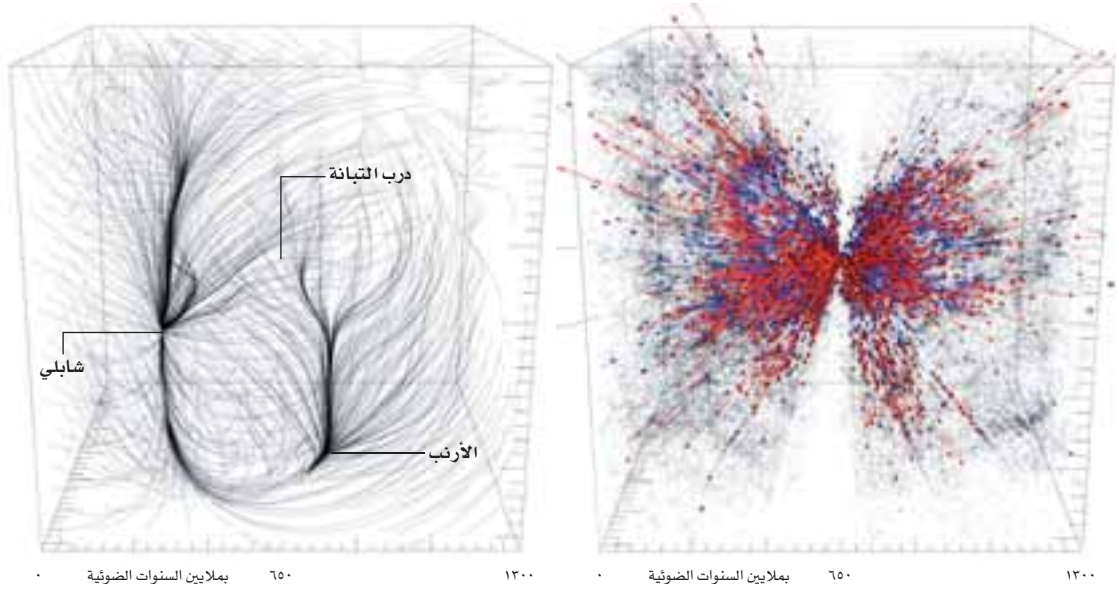 درب التبانة
شابلي
الأرنب
٠ بملايين السنوات الضوئية ٦٥٠ ١٣٠٠
٠ بملايين السنوات الضوئية ٦٥٠ ١٣٠٠